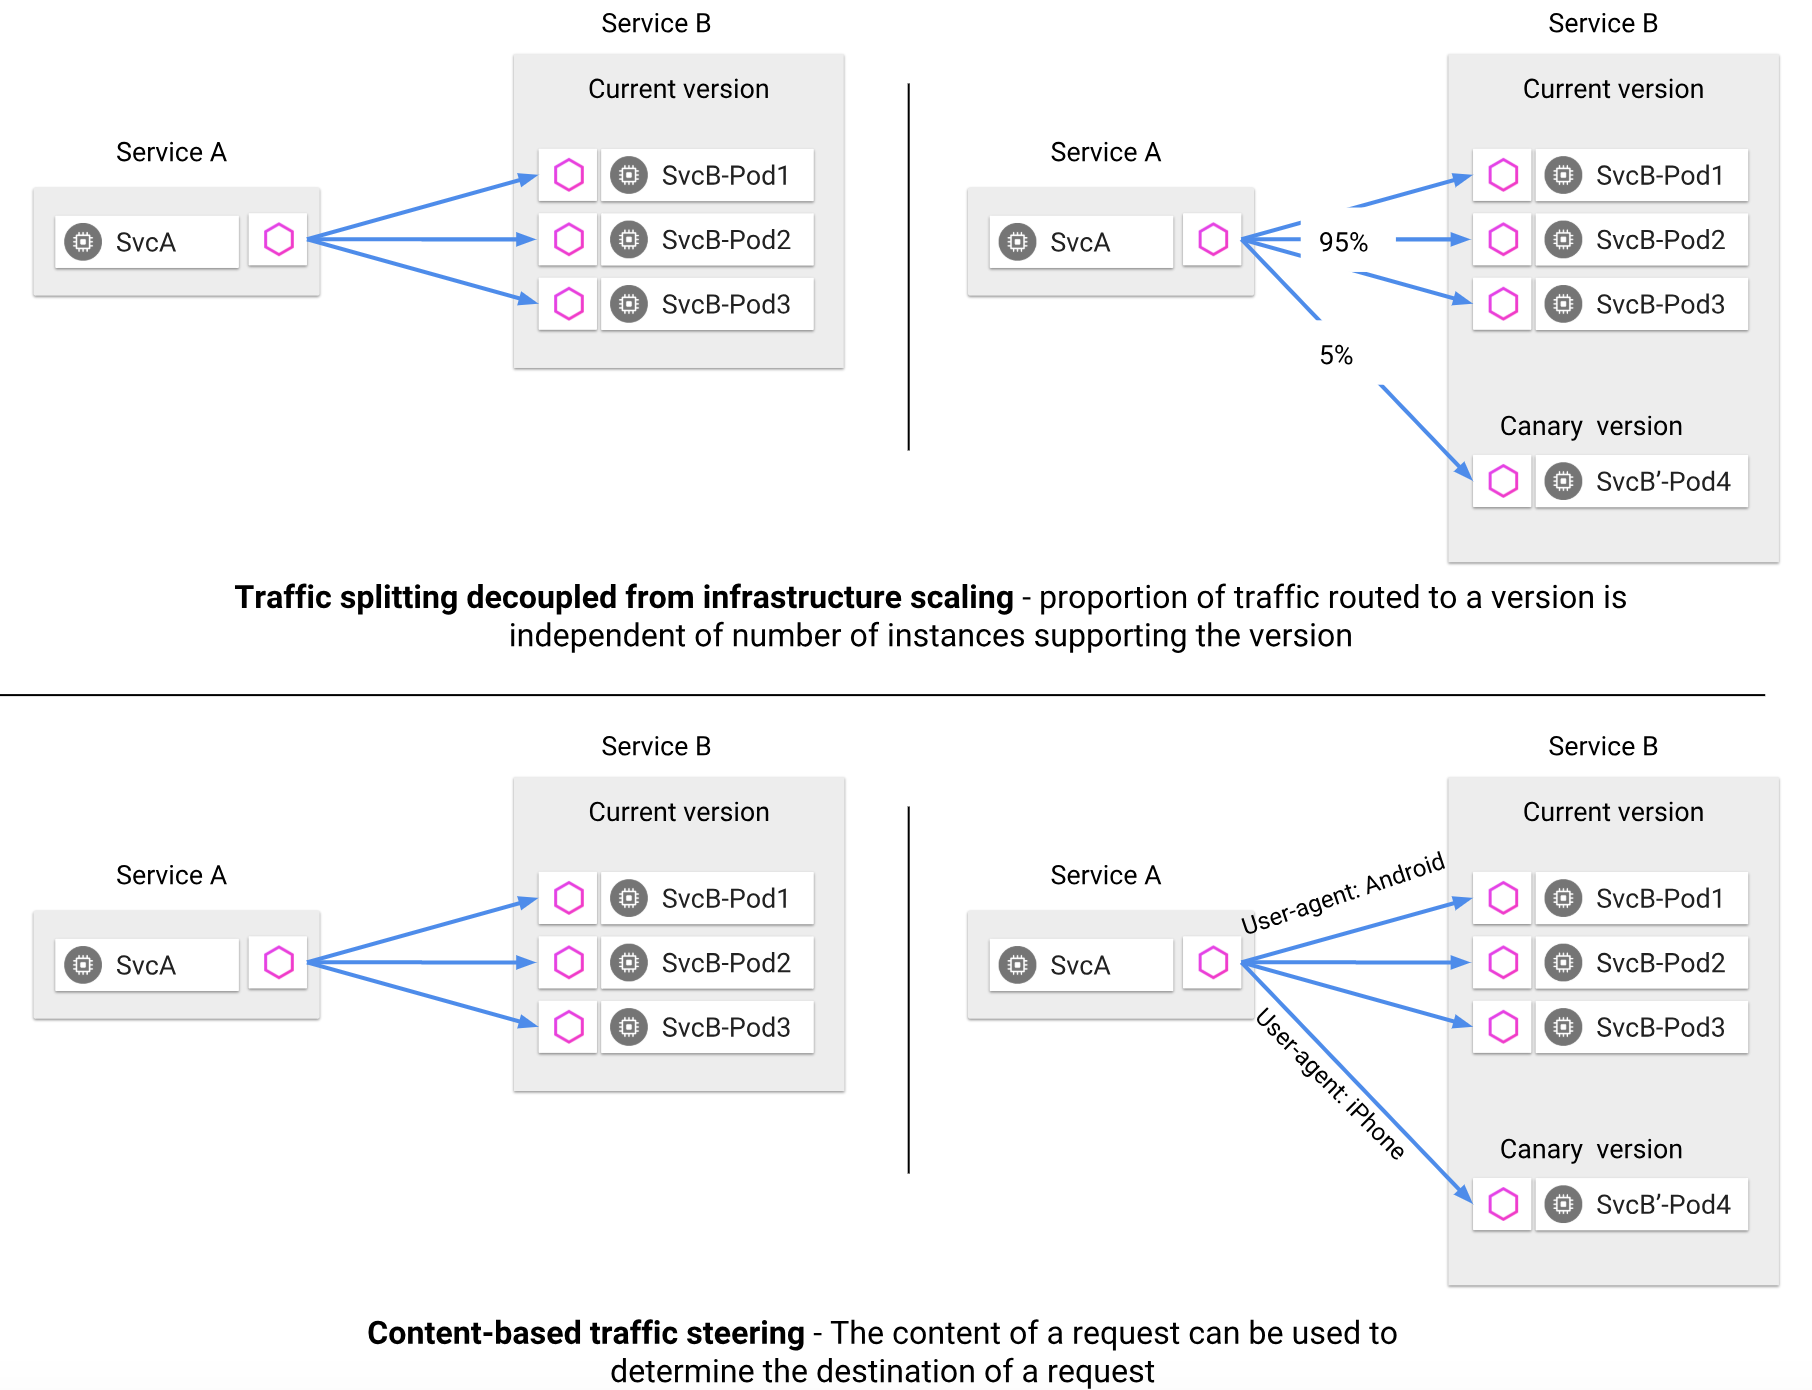 Service B
Current version
Service A
SvcA
SvcB-Pod1
SvcB-Pod2
SvcB-Pod3
Service B
Current version
Service A
SvcA
95%
5%
SvcB-Pod1
SvcB-Pod2
SvcB-Pod3
Canary version
SvcB’-Pod4
Traffic splitting decoupled from infrastructure scaling - proportion of traffic routed to a version is
independent of number of instances supporting the version
Service B
Current version
Service A
SvcA
SvcB-Pod1
SvcB-Pod2
SvcB-Pod3
Service B
Current version
Service A
SvcA
User-agent: Android
User-agent: iPhone
SvcB-Pod1
SvcB-Pod2
SvcB-Pod3
Canary version
SvcB’-Pod4
Content-based traffic steering - The content of a request can be used to
determine the destination of a request